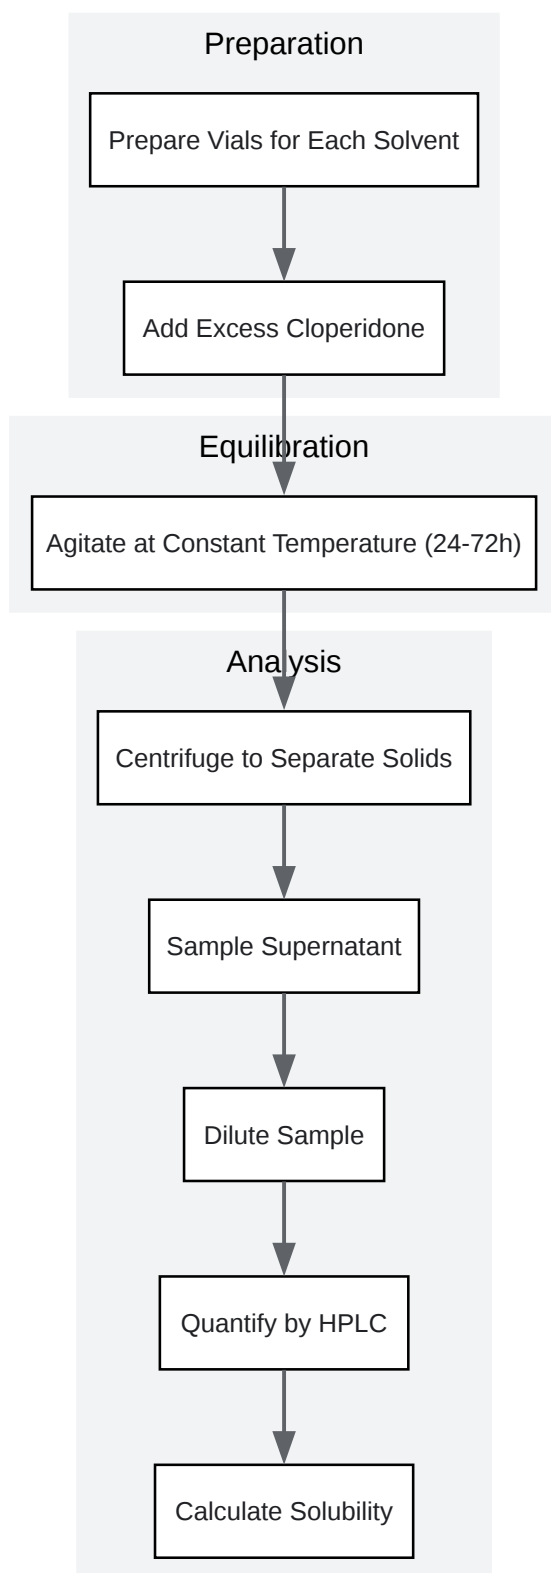 Preparation
Prepare Vials for Each Solvent
Add Excess Cloperidone
Equilibration
Agitate at Constant Temperature (24-72h)
Analysis
Centrifuge to Separate Solids
Sample Supernatant
Dilute Sample
Quantify by HPLC
Calculate Solubility